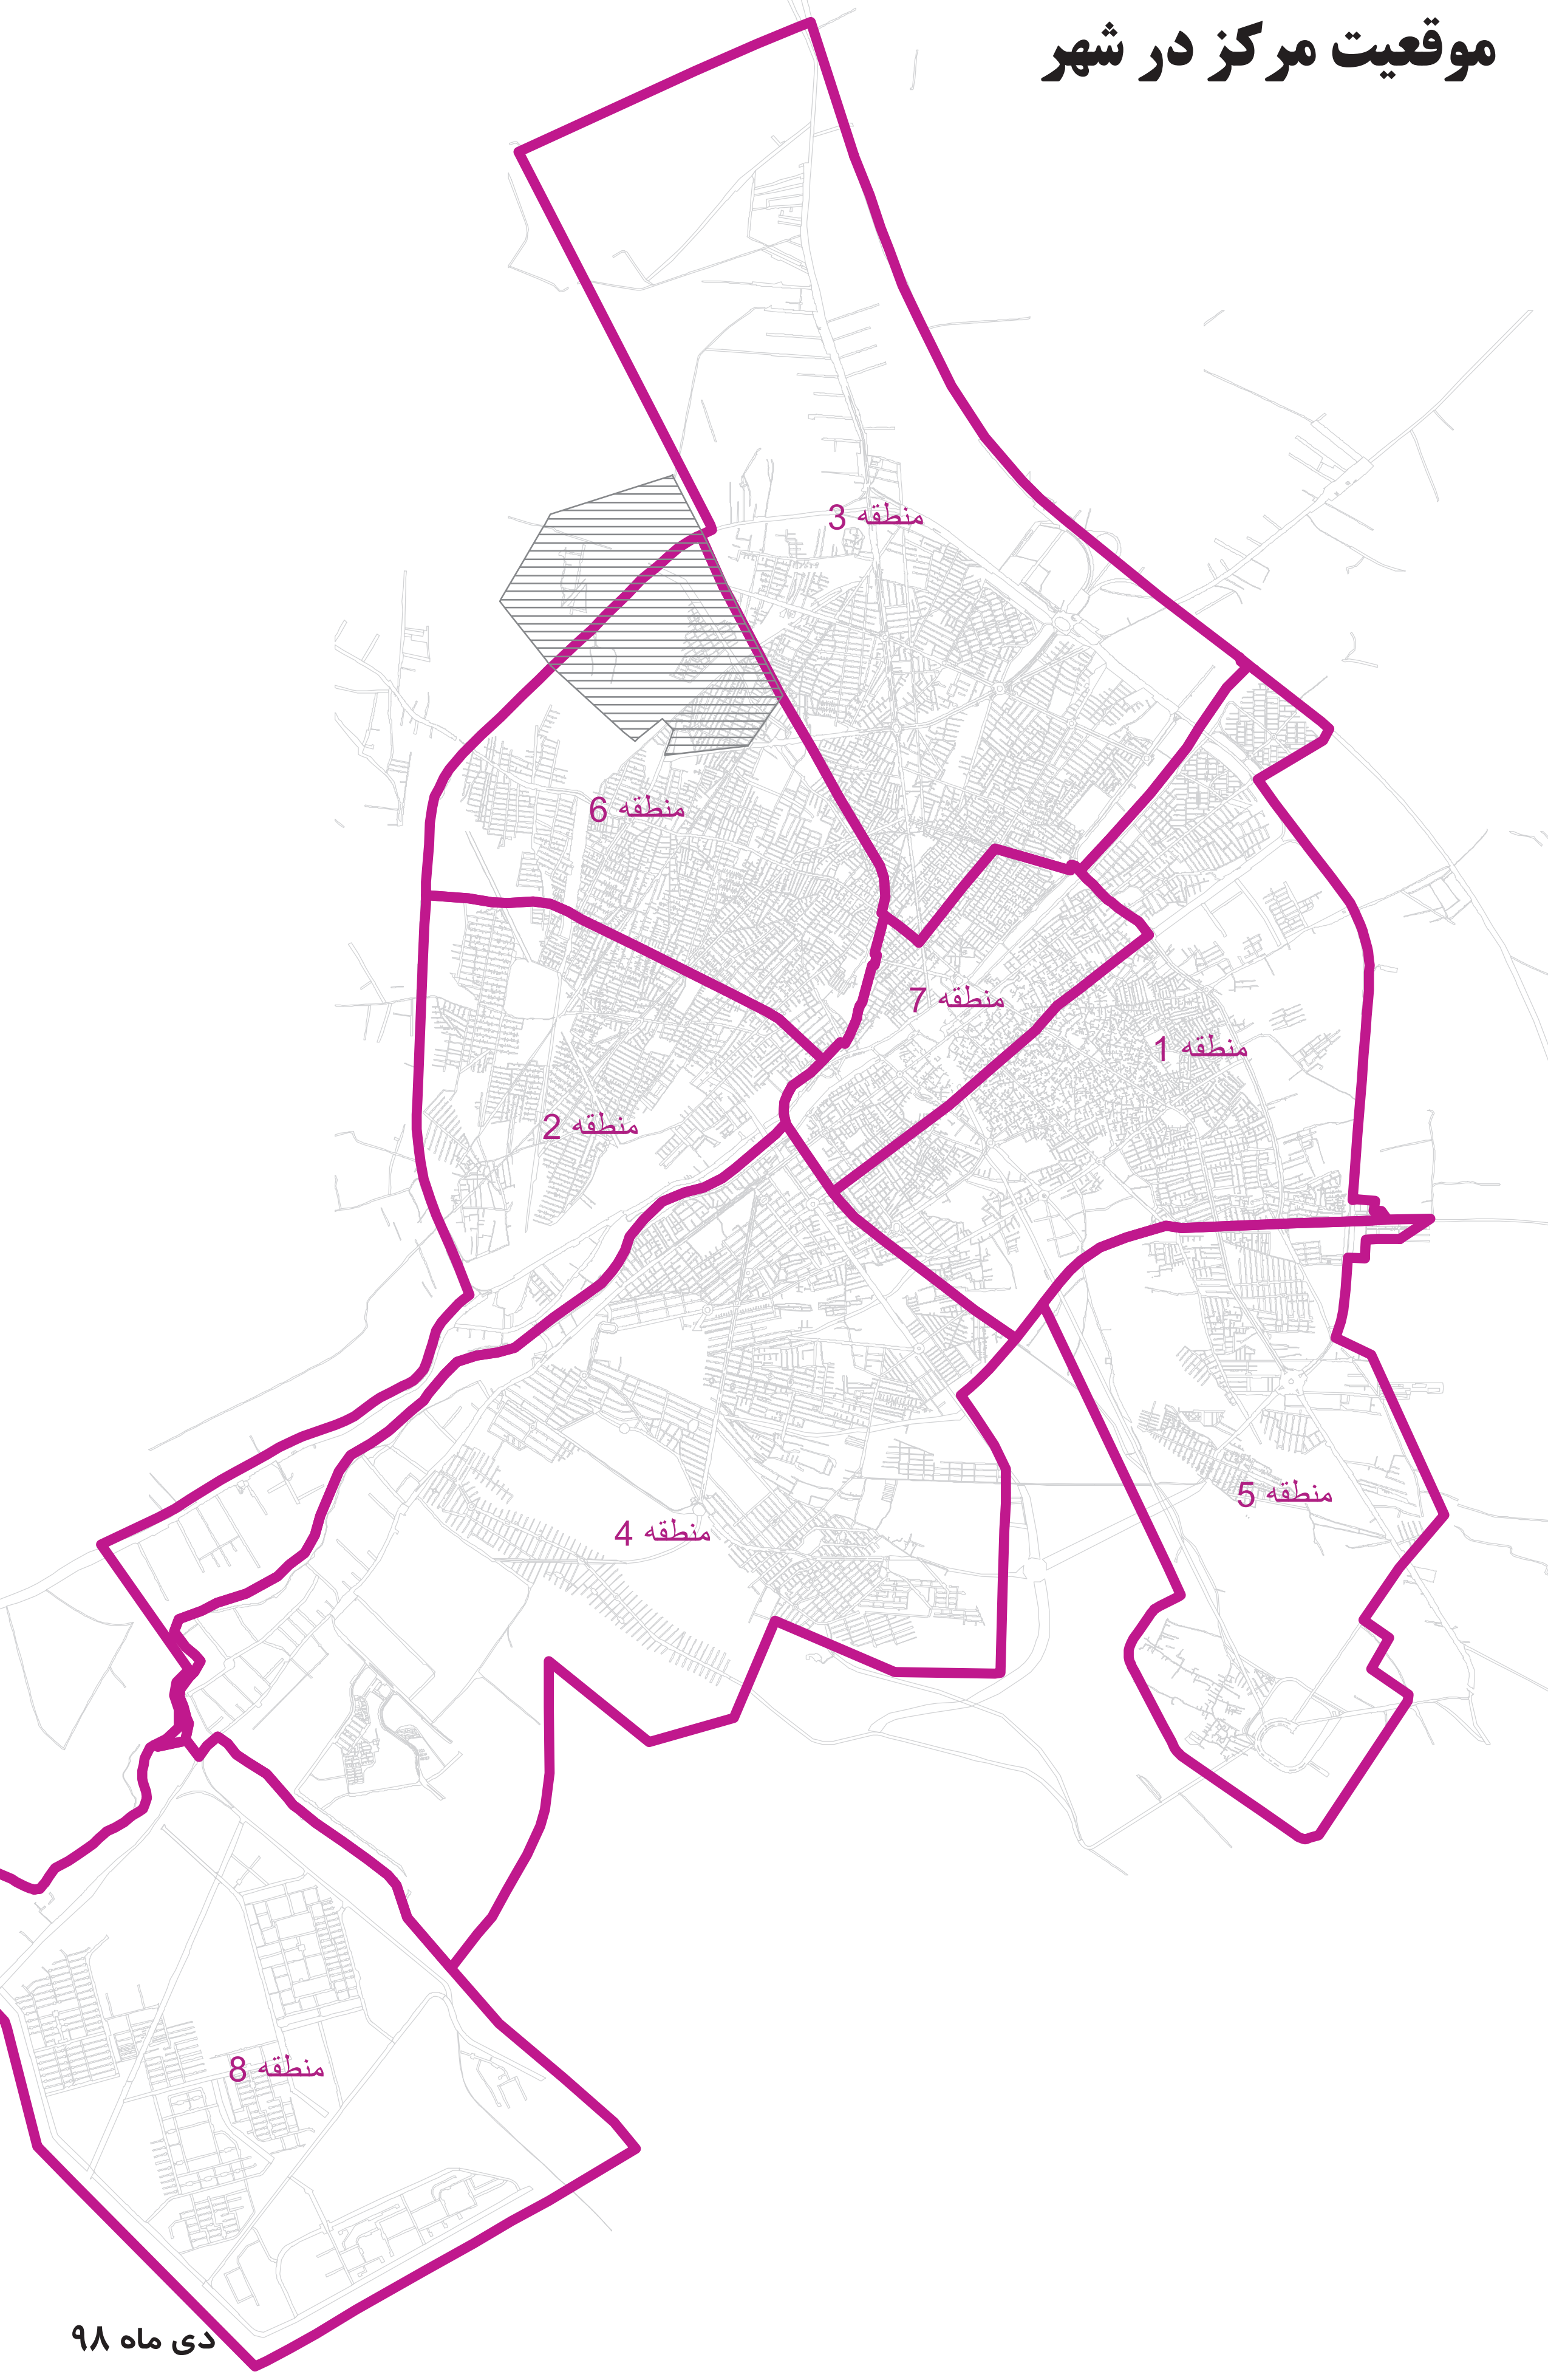 موقعیت مرکز در شهر
منطقه 3
منطقه 6
منطقه 7
منطقه 1
منطقه 2
منطقه 5
منطقه 4
منطقه 8
دی ماه ۹۸